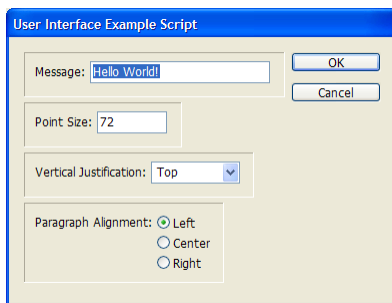 User Interface Example Script
Message: Hello World!
OK
Cancel
Point Size: 72
Vertical Justification: Top
Paragraph Alignment: Left
Center
Right